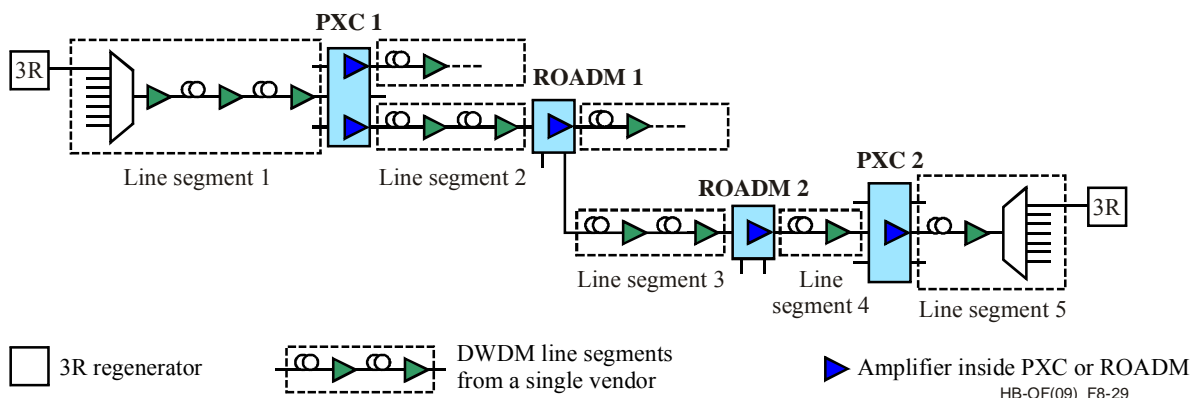 PXC 1
3R
ROADM 1
Line segment 1
Line segment 2
PXC 2
ROADM 2
3R
Line segment 3
Line
segment 4
Line segment 5
3R regenerator
DWDM line segments
from a single vendor
Amplifier inside PXC or ROADM
HB-OF(09)_F8-29